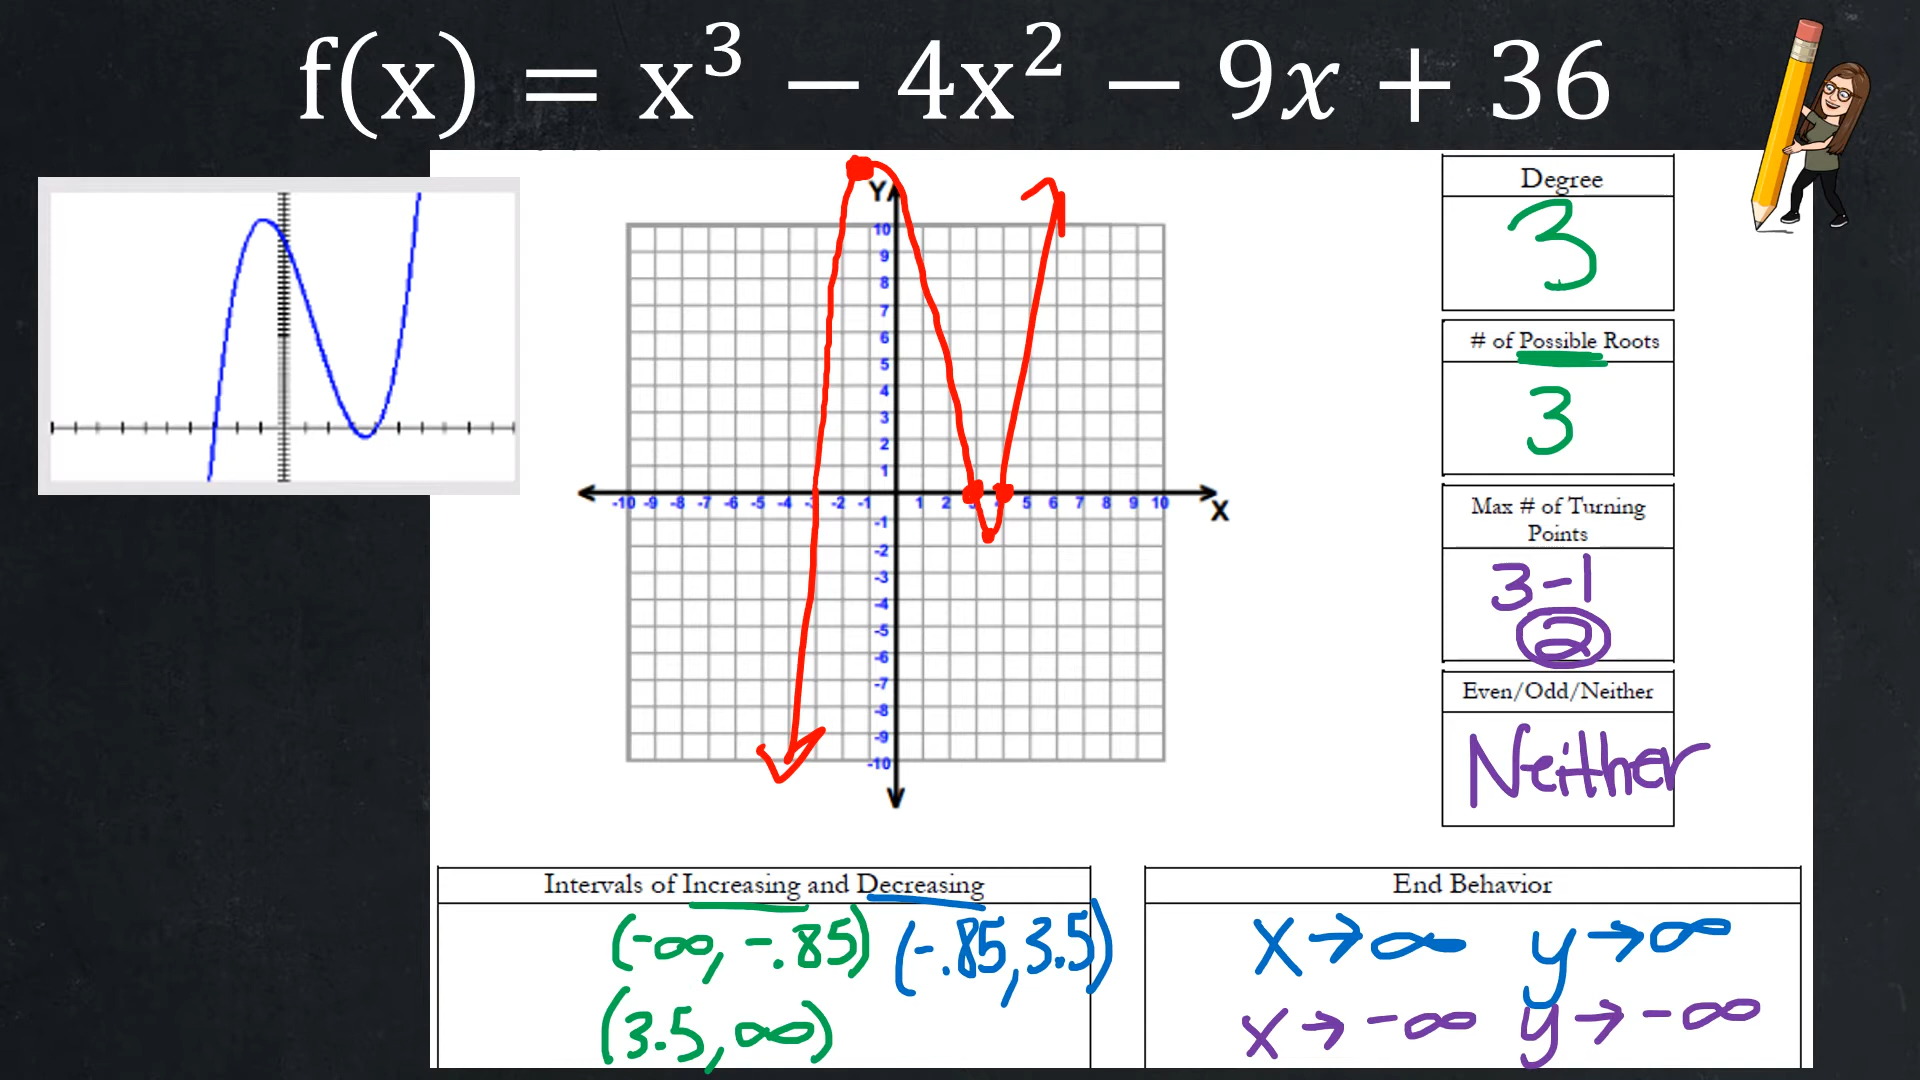 f(x) = x³ − 4x² − 9x + 36
Y
10
9
8
7
6
5
4
3
2
1
-10 -9 -8 -7 -6 -5 -4 -2 -1 1 2 5 6 7 8 9 10
X
-1
-2
-3
-4
-5
-6
-7
-8
-9
-10
Degree
3
# of Possible Roots
3
Max # of Turning
Points
3-1
2
Even/Odd/Neither
Neither
Intervals of Increasing and Decreasing
(-∞, -.85) (-.85, 3.5)
(3.5, ∞)
End Behavior
x → ∞ y → ∞
x → -∞ y → -∞